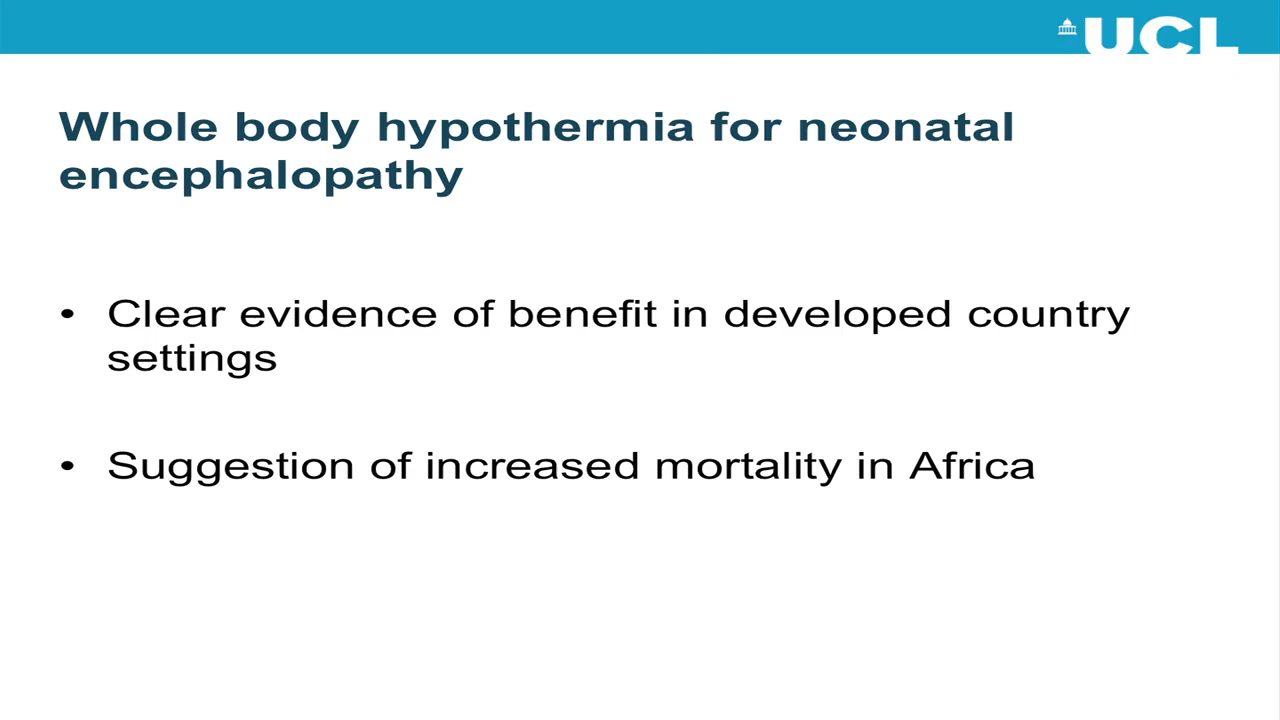 UCL
Whole body hypothermia for neonatal
encephalopathy
• Clear evidence of benefit in developed country
settings
• Suggestion of increased mortality in Africa